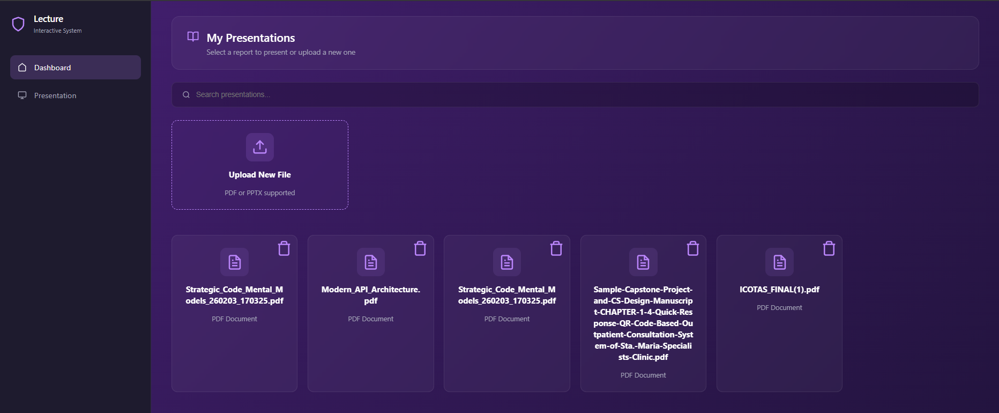 Lecture
Interactive System
Dashboard
Presentation
My Presentations
Select a report to present or upload a new one
Search presentations...
Upload New File
PDF or PPTX supported
Strategic_Code_Mental_M
odels_260203_170325.pdf
PDF Document
Modern_API_Architecture.
pdf
PDF Document
Strategic_Code_Mental_M
odels_260203_170325.pdf
PDF Document
Sample-Capstone-Project-
and-CS-Design-Manuscrip
t-CHAPTER-1-4-Quick-Res
ponse-QR-Code-Based-Ou
tpatient-Consultation-Syst
em-of-Sta.-Maria-Speciali
sts-Clinic.pdf
PDF Document
ICOTAS_FINAL(1).pdf
PDF Document